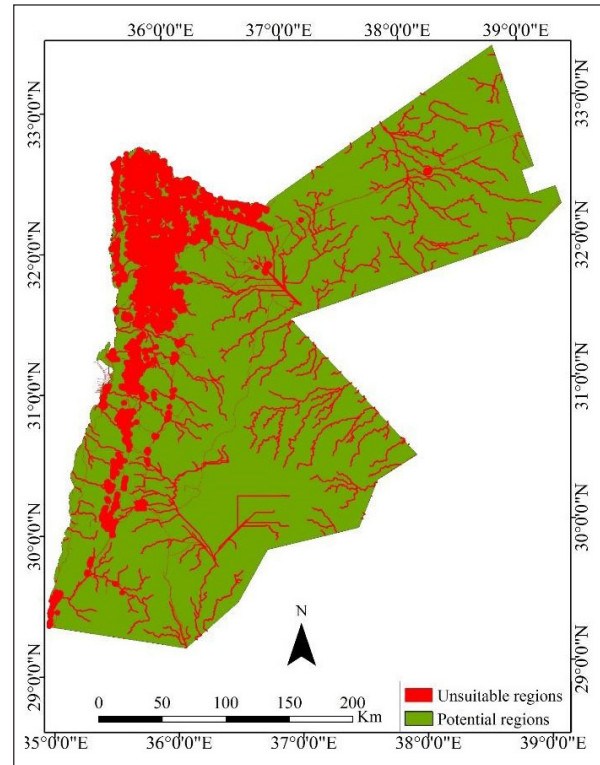 36°0'0"E 37°0'0"E 38°0'0"E 39°0'0"E
33°0'0"N
32°0'0"N
31°0'0"N
30°0'0"N
29°0'0"N
33°0'0"N
32°0'0"N
31°0'0"N
30°0'0"N
29°0'0"N
N
0 50 100 150 200
Km
Unsuitable regions
Potential regions
35°0'0"E 36°0'0"E 37°0'0"E 38°0'0"E 39°0'0"E